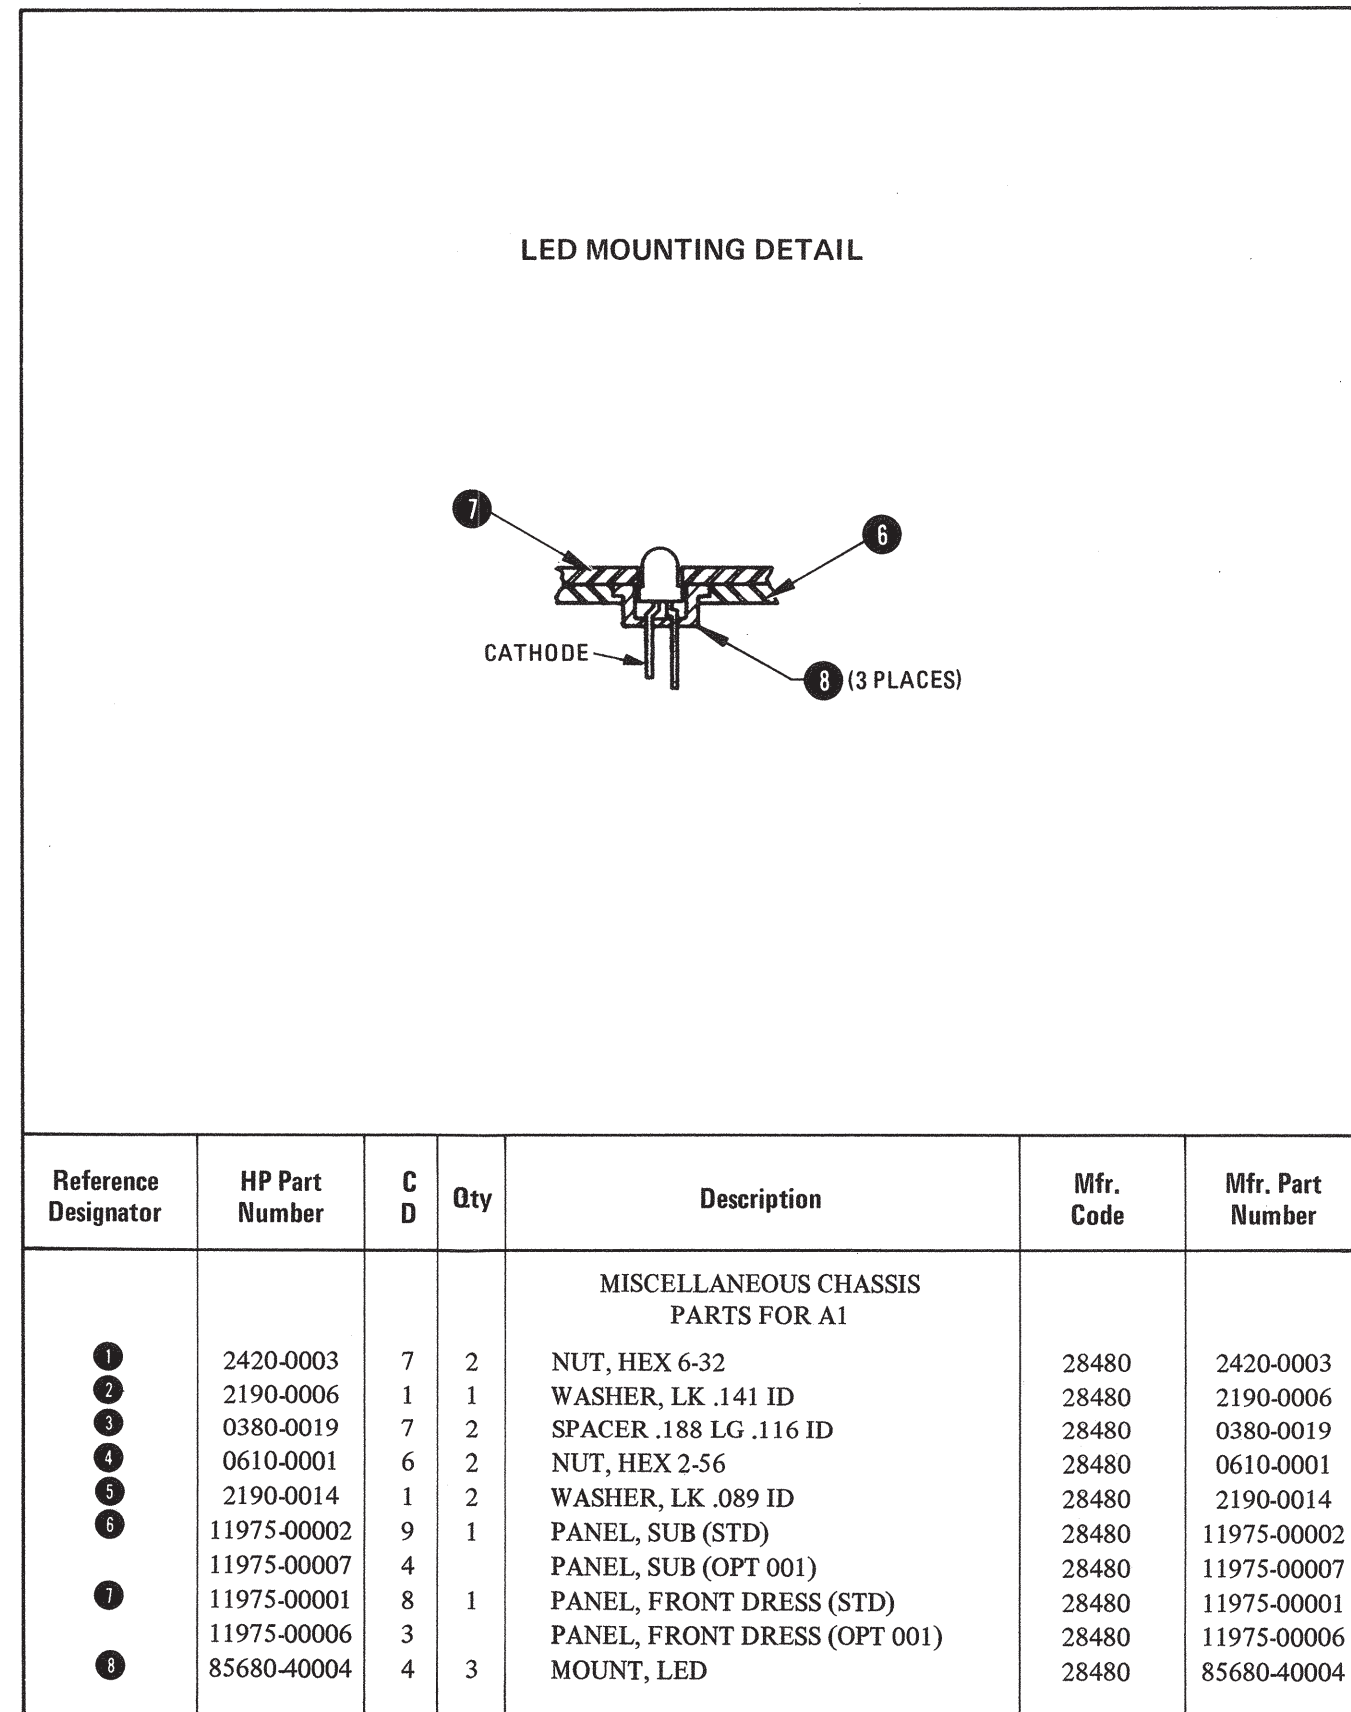 LED MOUNTING DETAIL
7
6
CATHODE
8 (3 PLACES)
Reference Designator HP Part Number C D Qty Description Mfr. Code Mfr. Part Number
MISCELLANEOUS CHASSIS
PARTS FOR A1
1 2420-0003 7 2 NUT, HEX 6-32 28480 2420-0003
2 2190-0006 1 1 WASHER, LK .141 ID 28480 2190-0006
3 0380-0019 7 2 SPACER .188 LG .116 ID 28480 0380-0019
4 0610-0001 6 2 NUT, HEX 2-56 28480 0610-0001
5 2190-0014 1 2 WASHER, LK .089 ID 28480 2190-0014
6 11975-00002 9 1 PANEL, SUB (STD) 28480 11975-00002
11975-00007 4 PANEL, SUB (OPT 001) 28480 11975-00007
7 11975-00001 8 1 PANEL, FRONT DRESS (STD) 28480 11975-00001
11975-00006 3 PANEL, FRONT DRESS (OPT 001) 28480 11975-00006
8 85680-40004 4 3 MOUNT, LED 28480 85680-40004